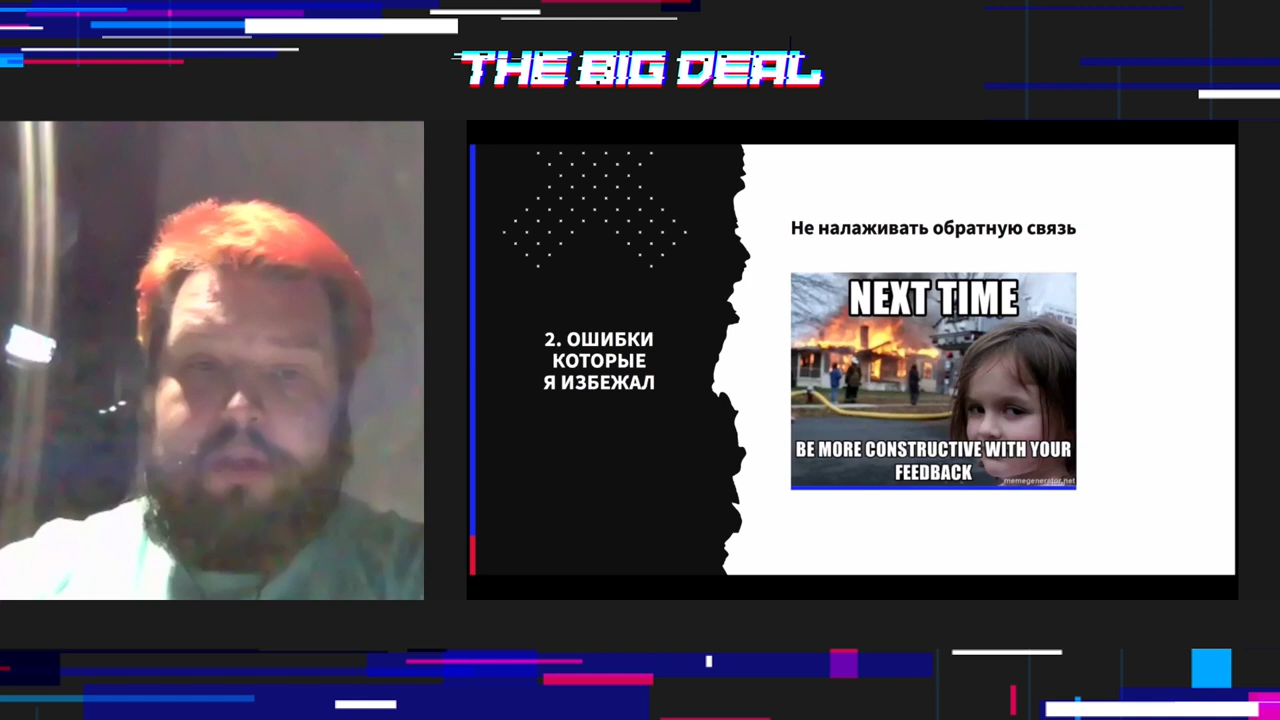 THE BIG DEAL
2. ОШИБКИ
КОТОРЫЕ
Я ИЗБЕЖАЛ
Не налаживать обратную связь
NEXT TIME
BE MORE CONSTRUCTIVE WITH YOUR
FEEDBACK
memegenerator.net